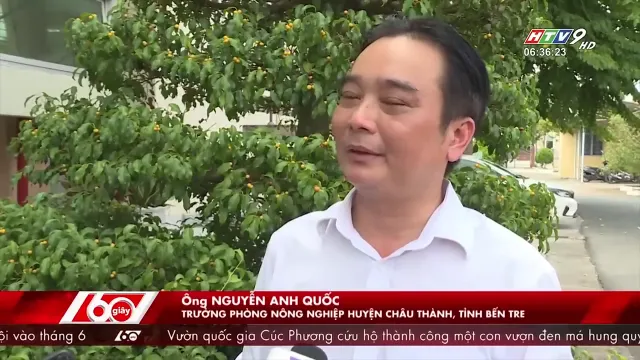 HTV9 HD
06:36:23
60 giây
Ông NGUYỄN ANH QUỐC
TRƯỞNG PHÒNG NÔNG NGHIỆP HUYỆN CHÂU THÀNH, TỈNH BẾN TRE
ội vào tháng 6 60 giây Vườn quốc gia Cúc Phương cứu hộ thành công một con vượn đen má hung quý